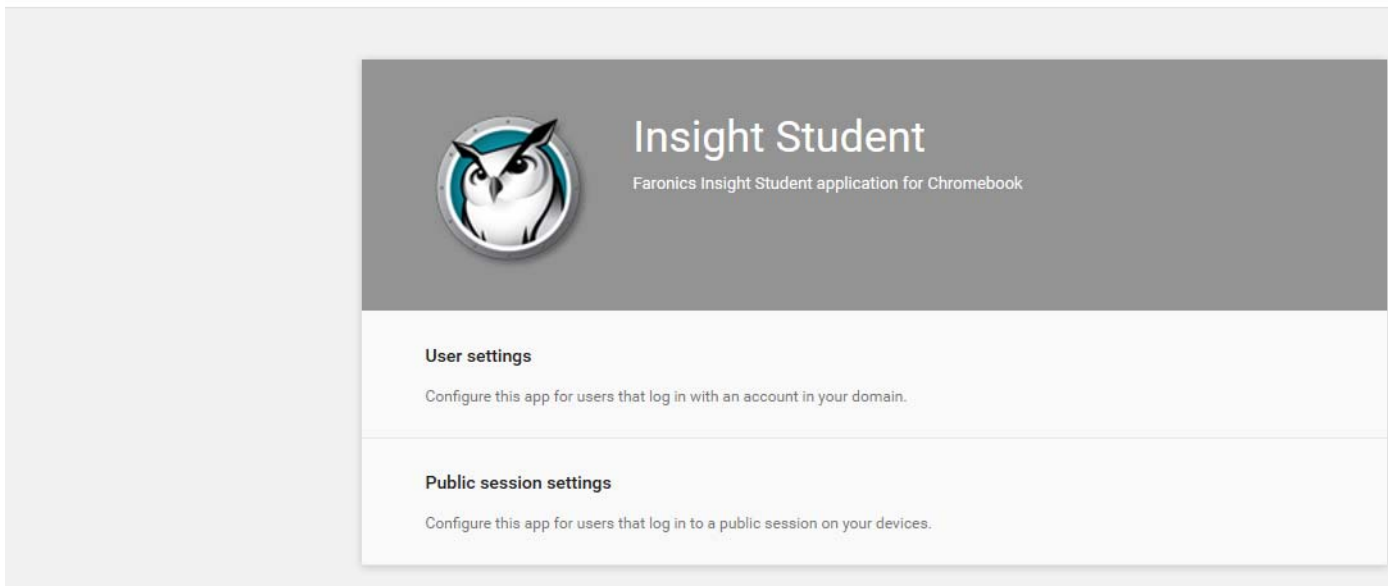 Insight Student
Faronics Insight Student application for Chromebook
User settings
Configure this app for users that log in with an account in your domain.
Public session settings
Configure this app for users that log in to a public session on your devices.